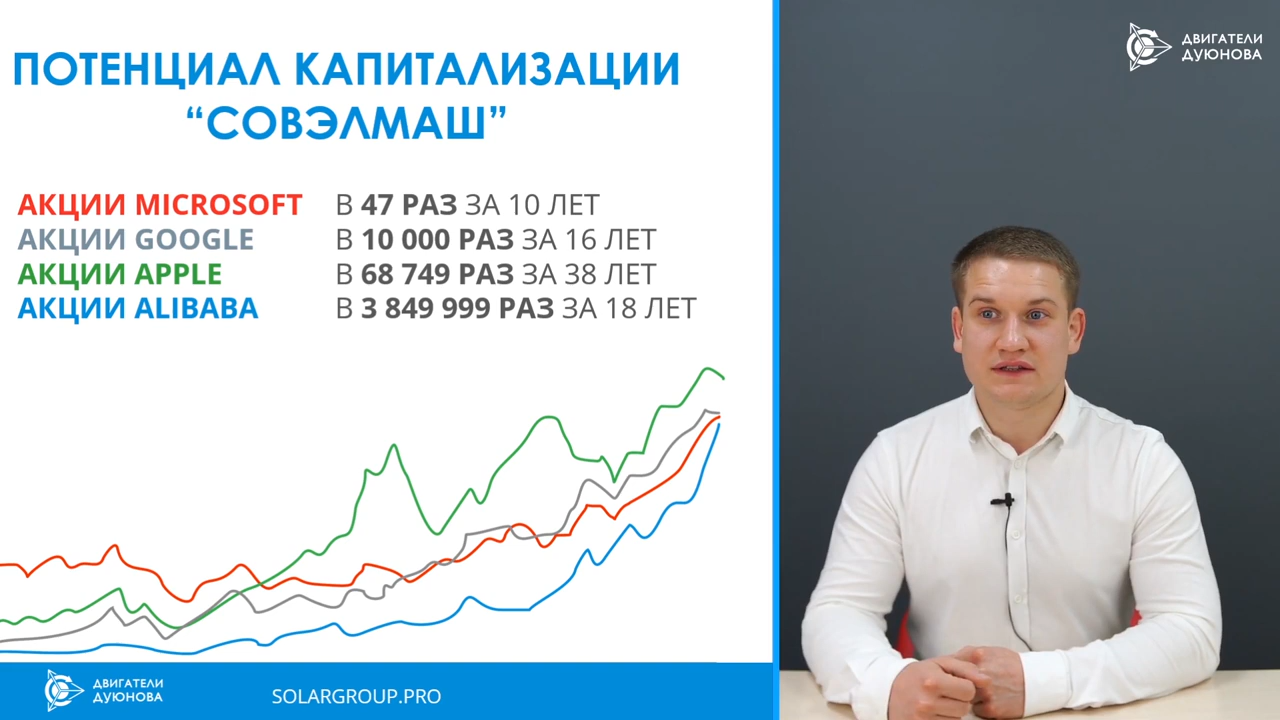 ПОТЕНЦИАЛ КАПИТАЛИЗАЦИИ
“СОВЭЛМАШ”
АКЦИИ MICROSOFT В 47 РАЗ ЗА 10 ЛЕТ
АКЦИИ GOOGLE В 10 000 РАЗ ЗА 16 ЛЕТ
АКЦИИ APPLE В 68 749 РАЗ ЗА 38 ЛЕТ
АКЦИИ ALIBABA В 3 849 999 РАЗ ЗА 18 ЛЕТ
ДВИГАТЕЛИ
ДУЮНОВА
SOLARGROUP.PRO
ДВИГАТЕЛИ
ДУЮНОВА